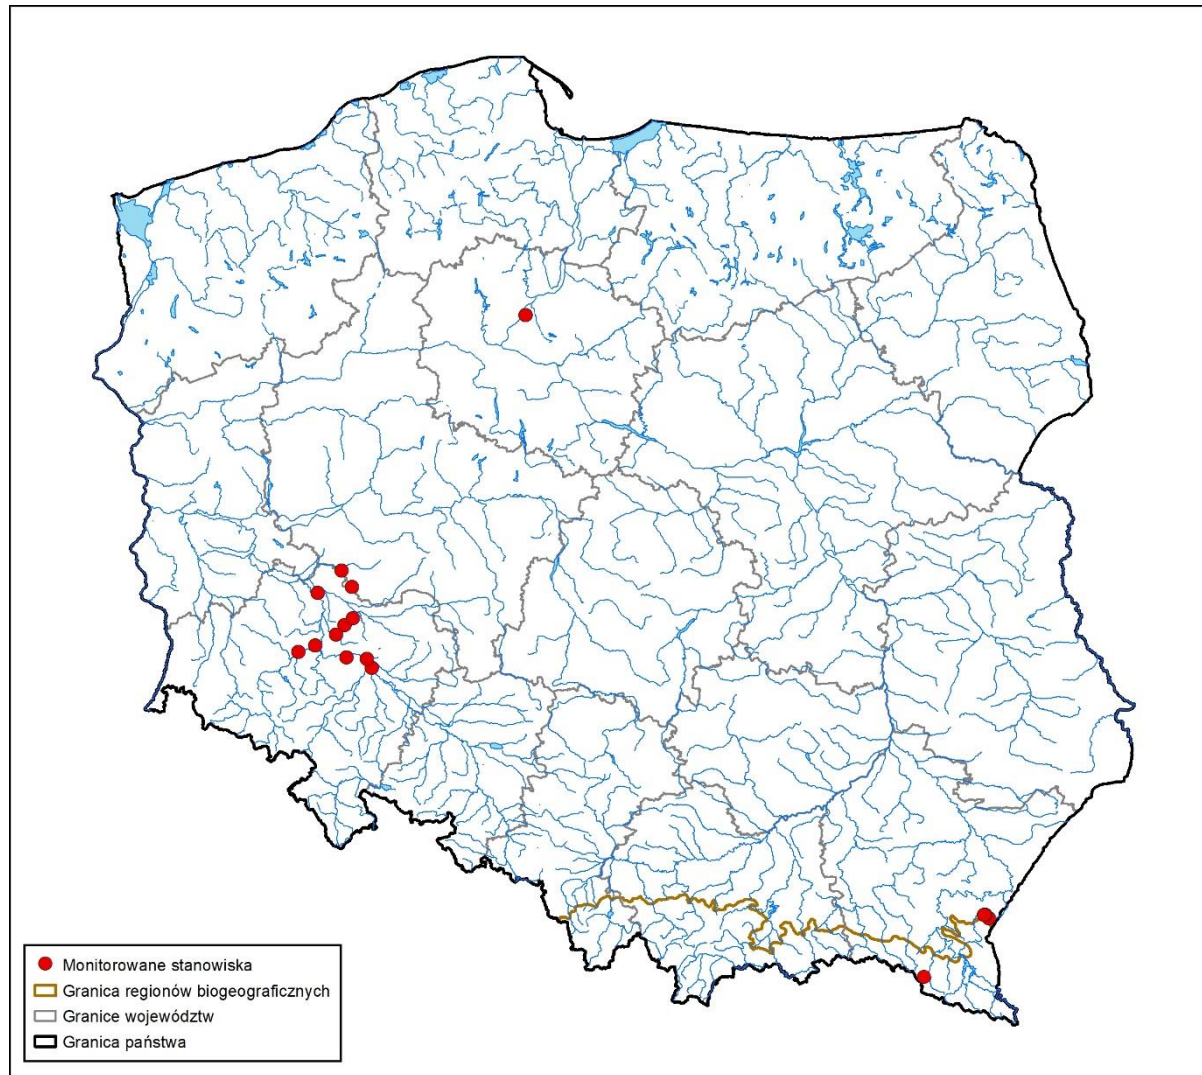 Monitorowane stanowiska
Granica regionów biogeograficznych
Granice województw
Granica państwa